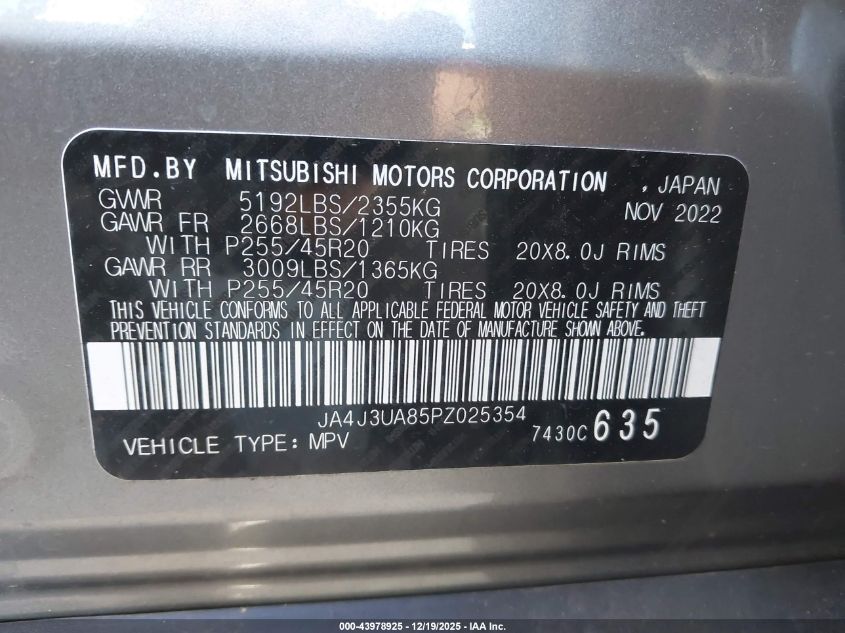 MFD.BY MITSUBISHI MOTORS CORPORATION , JAPAN
GVWR 5192LBS/2355KG NOV 2022
GAWR FR 2668LBS/1210KG
WITH P255/45R20 TIRES 20X8.0J RIMS
GAWR RR 3009LBS/1365KG
WITH P255/45R20 TIRES 20X8.0J RIMS
THIS VEHICLE CONFORMS TO ALL APPLICABLE FEDERAL MOTOR VEHICLE SAFETY AND THEFT
PREVENTION STANDARDS IN EFFECT ON THE DATE OF MANUFACTURE SHOWN ABOVE.
JA4J3UA85PZ025354
VEHICLE TYPE: MPV 7430C 635
000-43978925 - 12/19/2025 - IAA Inc.